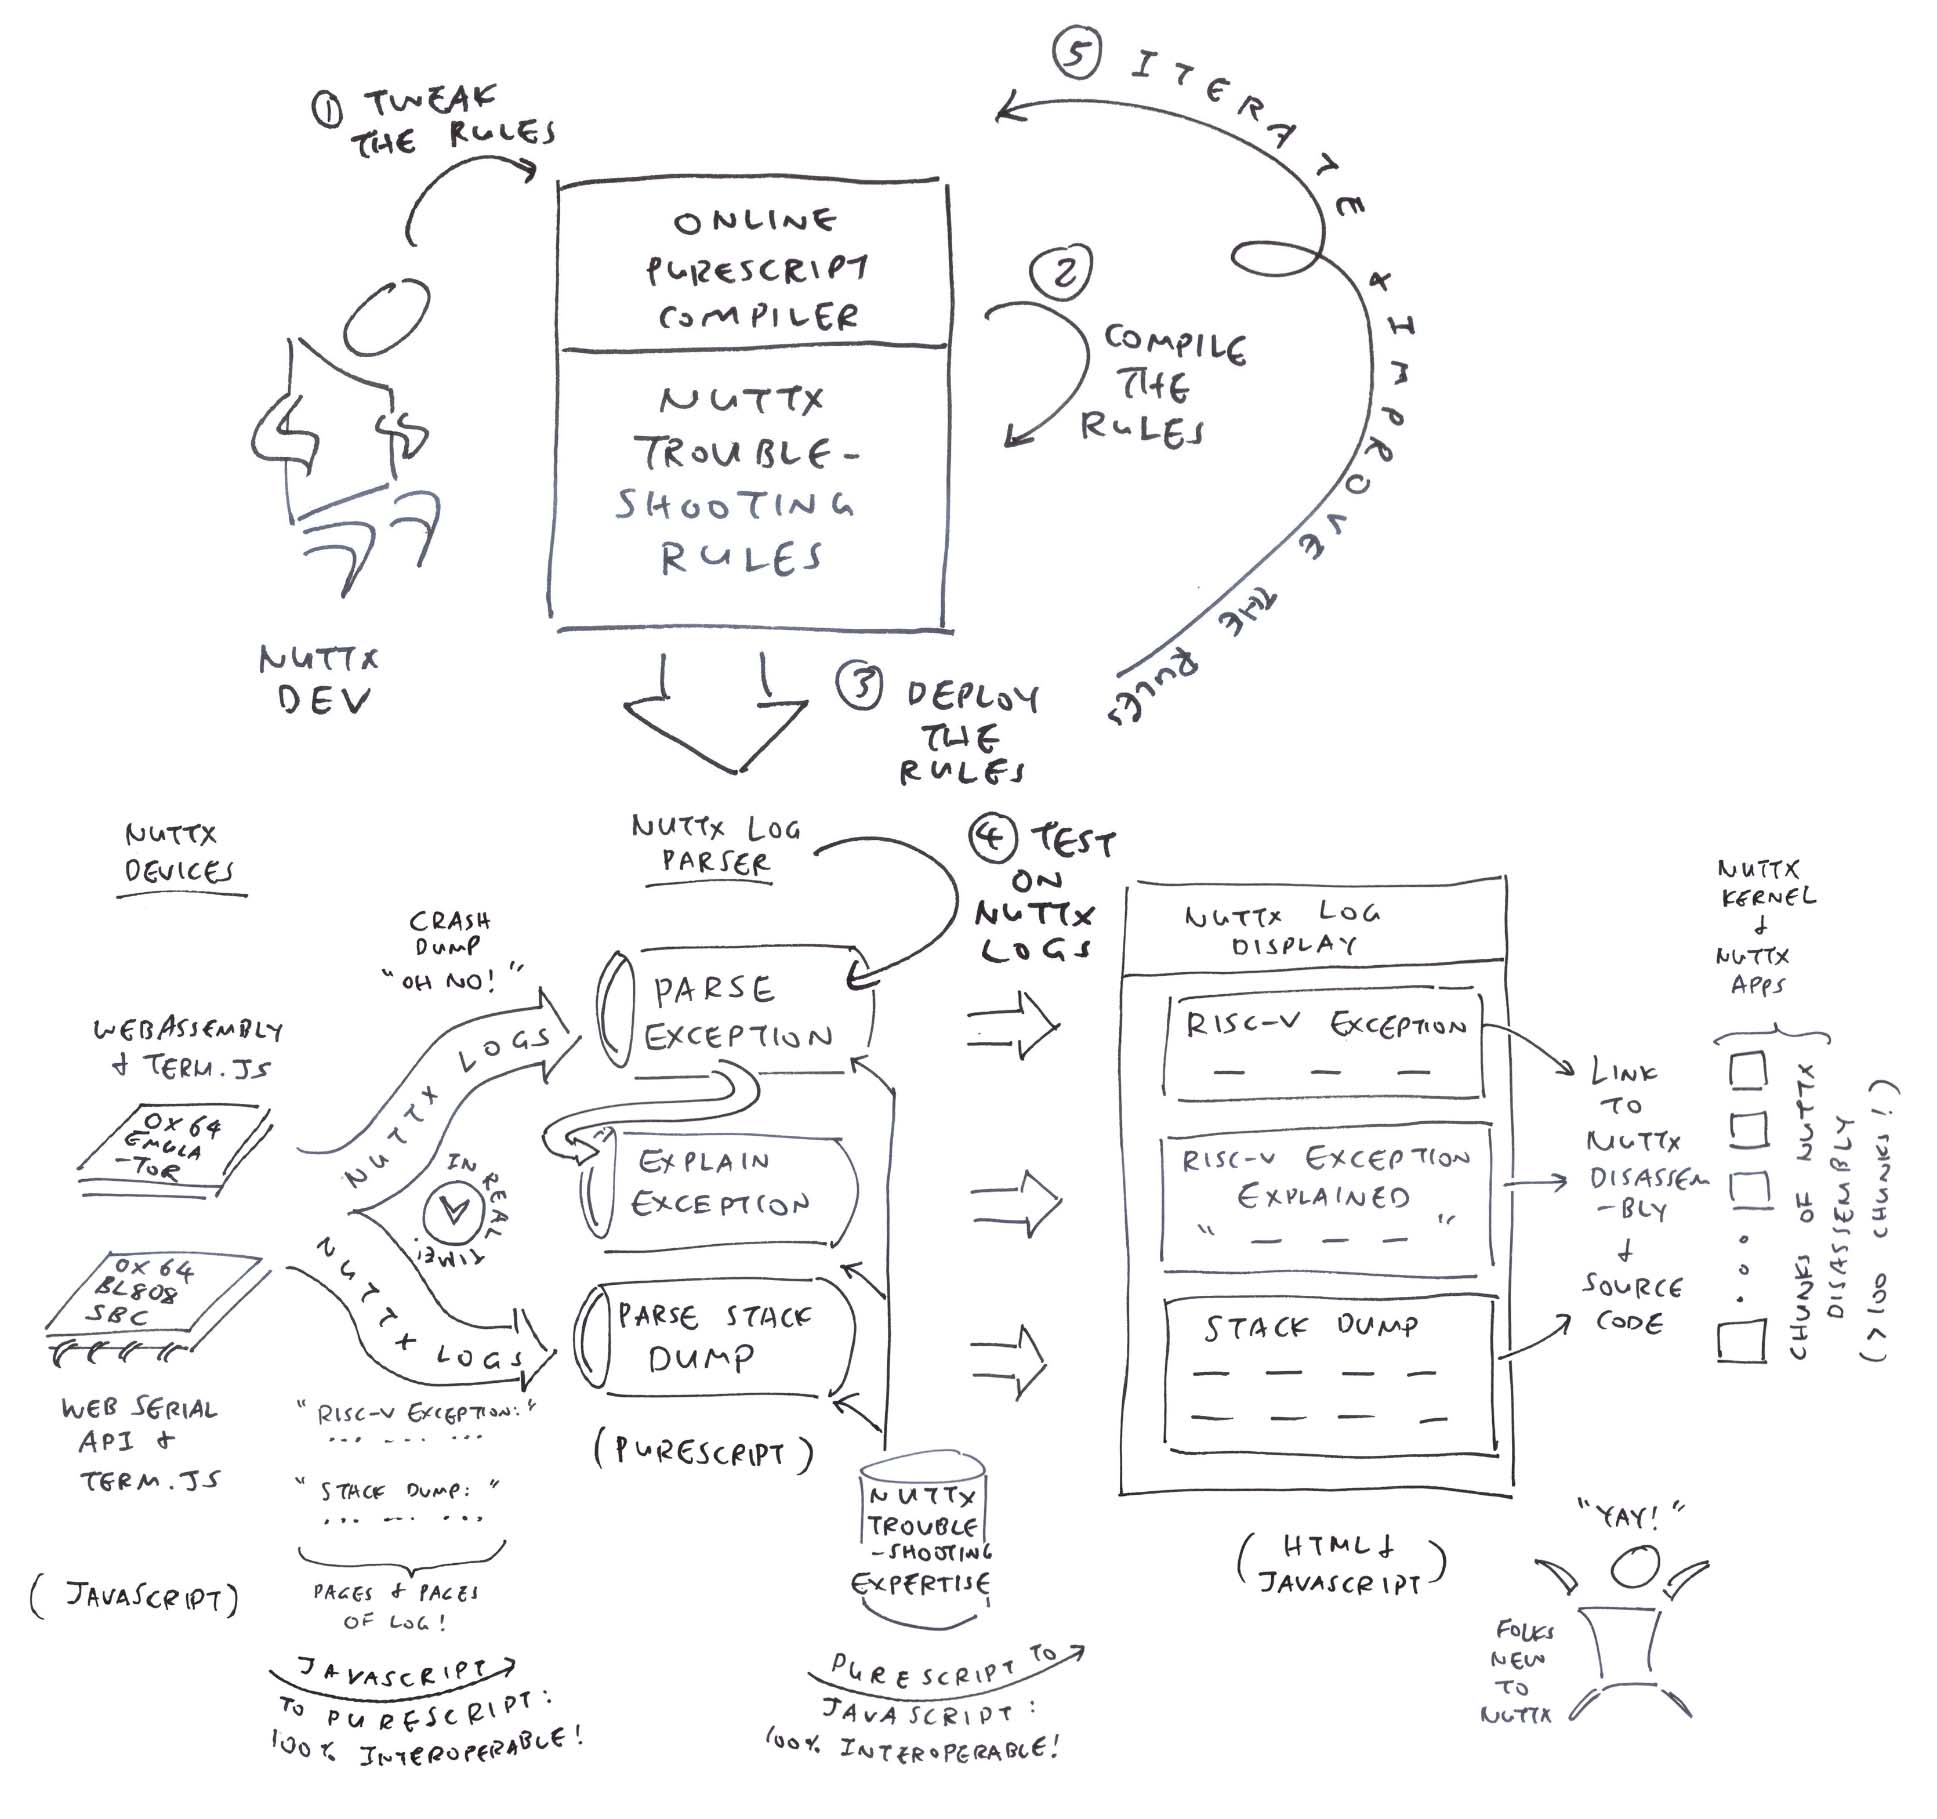 ① TWEAK
THE RULES
⑤ ITERATE & IMPROVE THE RULES
ONLINE
PURESCRIPT
COMPILER
②
COMPILE
THE
RULES
NUTTX
TROUBLE-
SHOOTING
RULES
NUTTX
DEV
③ DEPLOY
THE
RULES
NUTTX
DEVICES
NUTTX LOG
PARSER
④ TEST
ON
NUTTX
LOGS
CRASH
DUMP
"OH NO!"
WEBASSEMBLY
& TERM.JS
OX64
EMULA
-TOR
NUTTX LOGS
IN REAL TIME!
NUTTX LOGS
OX64
BL808
SBC
WEB SERIAL
API &
TERM.JS
(JAVASCRIPT)
"RISC-V EXCEPTION:"
... ... ...
"STACK DUMP: "
... ... ...
PAGES & PAGES
OF LOG!
JAVASCRIPT
TO PURESCRIPT:
100% INTEROPERABLE!
PARSE
EXCEPTION
EXPLAIN
EXCEPTION
PARSE STACK
DUMP
(PURESCRIPT)
NUTTX
TROUBLE
-SHOOTING
EXPERTISE
PURESCRIPT TO
JAVASCRIPT:
100% INTEROPERABLE!
NUTTX LOG
DISPLAY
RISC-V EXCEPTION
— — —
RISC-V EXCEPTION
EXPLAINED
" — — — "
STACK DUMP
— — — —
— — — —
(HTML &
JAVASCRIPT)
LINK
TO
NUTTX
DISASSEM
-BLY
&
SOURCE
CODE
NUTTX
KERNEL
&
NUTTX
APPS
CHUNKS OF NUTTX
DISASSEMBLY
(>100 CHUNKS!)
"YAY!"
FOLKS
NEW
TO
NUTTX